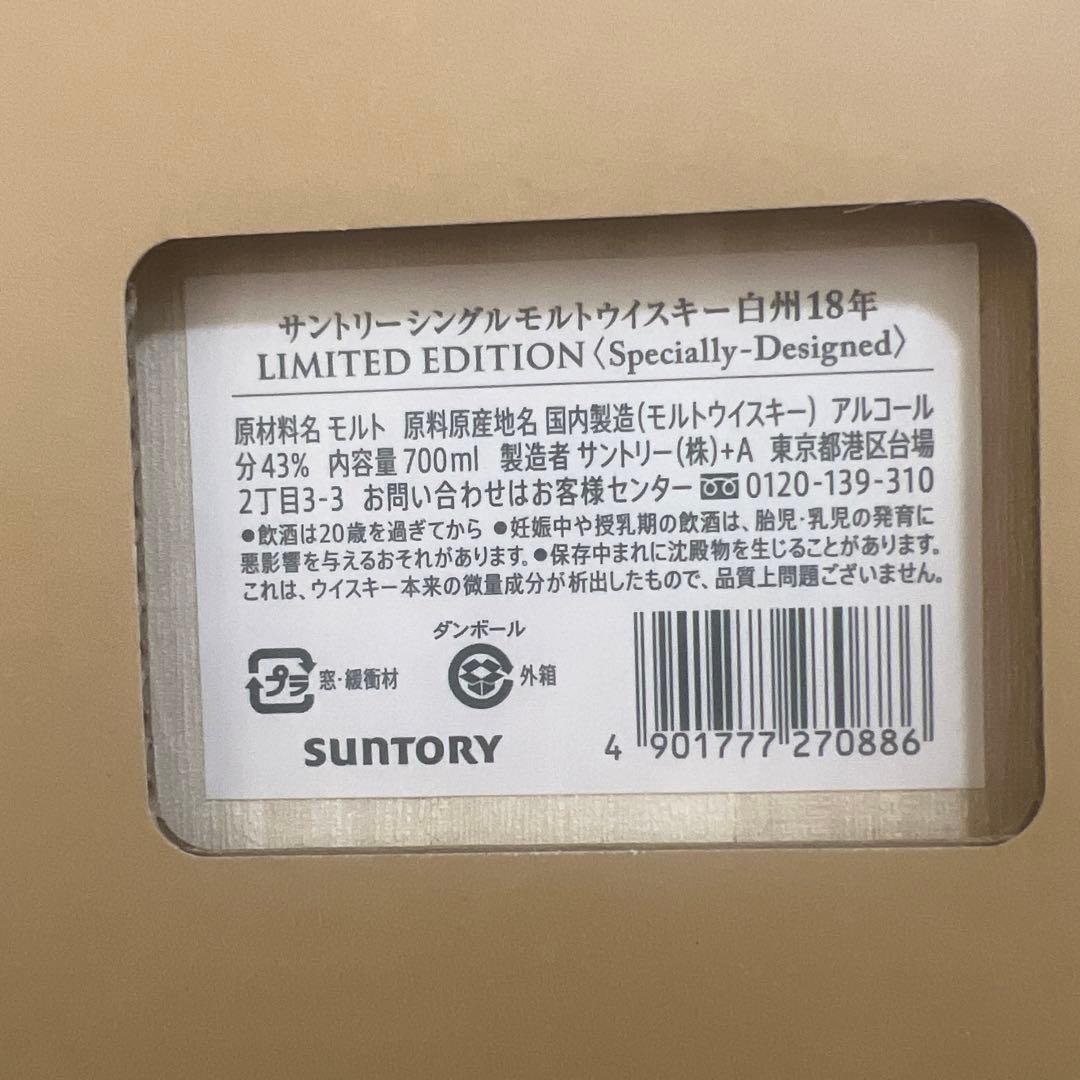 サントリーシングルモルトウイスキー白州18年
LIMITED EDITION〈Specially-Designed〉
原材料名 モルト 原料原産地名 国内製造(モルトウイスキー) アルコール
分43% 内容量700ml 製造者 サントリー(株)+A 東京都港区台場
2丁目3-3 お問い合わせはお客様センター 0120-139-310
●飲酒は20歳を過ぎてから ●妊娠中や授乳期の飲酒は、胎児・乳児の発育に
悪影響を与えるおそれがあります。●保存中まれに沈殿物を生じることがあります。
これは、ウイスキー本来の微量成分が析出したもので、品質上問題ございません。
ダンボール
プラ 窓・緩衝材 外箱
SUNTORY
4 901777 270886